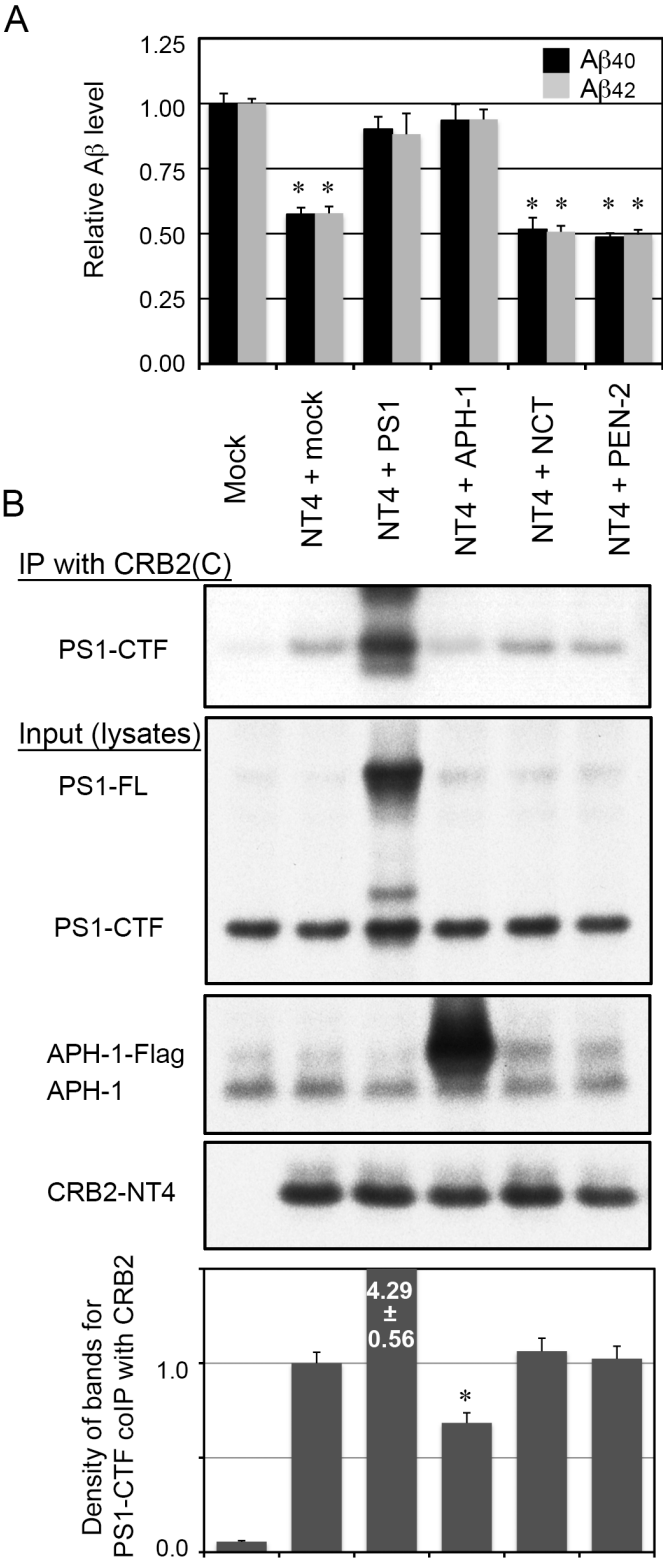 A
1.25
1.00
0.75
0.50
0.25
0.00
Relative Aβ level
Aβ40
Aβ42
* *
* *
* *
Mock
NT4 + mock
NT4 + PS1
NT4 + APH-1
NT4 + NCT
NT4 + PEN-2
B
IP with CRB2(C)
PS1-CTF
Input (lysates)
PS1-FL
PS1-CTF
APH-1-Flag
APH-1
CRB2-NT4
Density of bands for
PS1-CTF coIP with CRB2
1.0
0.0
4.29
±
0.56
*